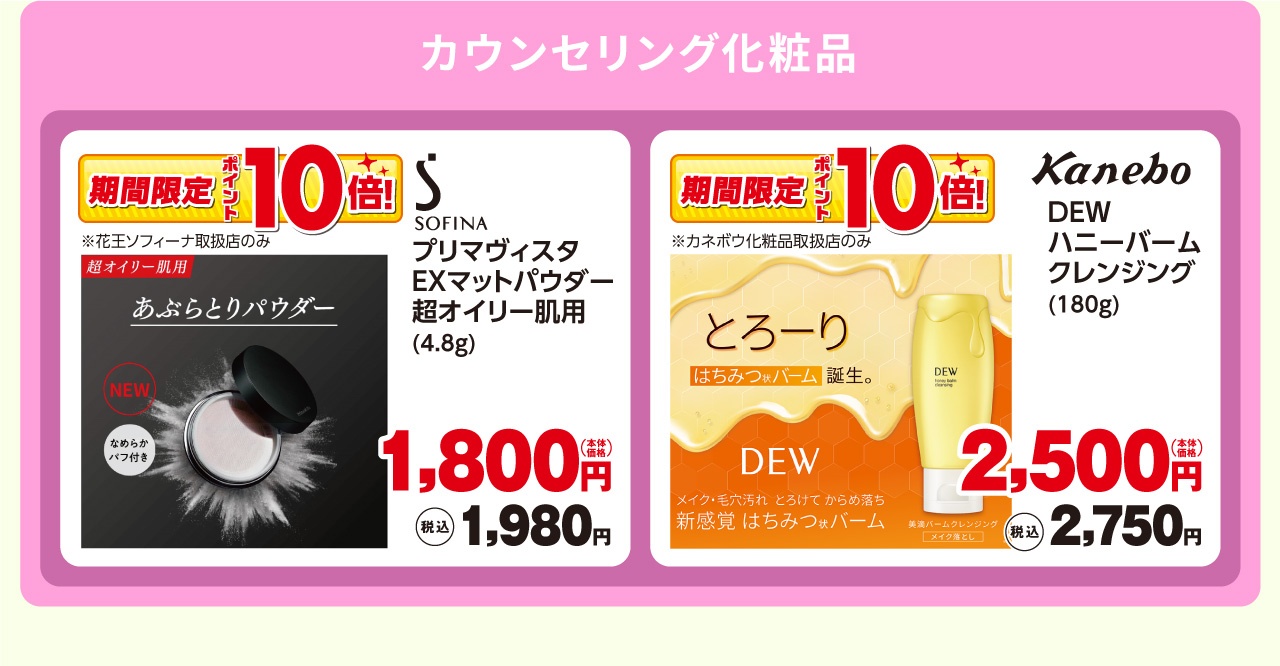 カウンセリング化粧品
期間限定 ポイント 10倍!
※花王ソフィーナ取扱店のみ
超オイリー肌用
あぶらとりパウダー
NEW
なめらか
パフ付き
SOFINA
プリマヴィスタ
EXマットパウダー
超オイリー肌用
(4.8g)
1,800円(本体価格)
税込 1,980円
期間限定 ポイント 10倍!
※カネボウ化粧品取扱店のみ
とろーり
はちみつ状バーム 誕生。
DEW
honey balm
cleansing
DEW
メイク・毛穴汚れ とろけて からめ落ち
新感覚 はちみつ状バーム
美滴バームクレンジング
メイク落とし
Kanebo
DEW
ハニーバーム
クレンジング
(180g)
2,500円(本体価格)
税込 2,750円